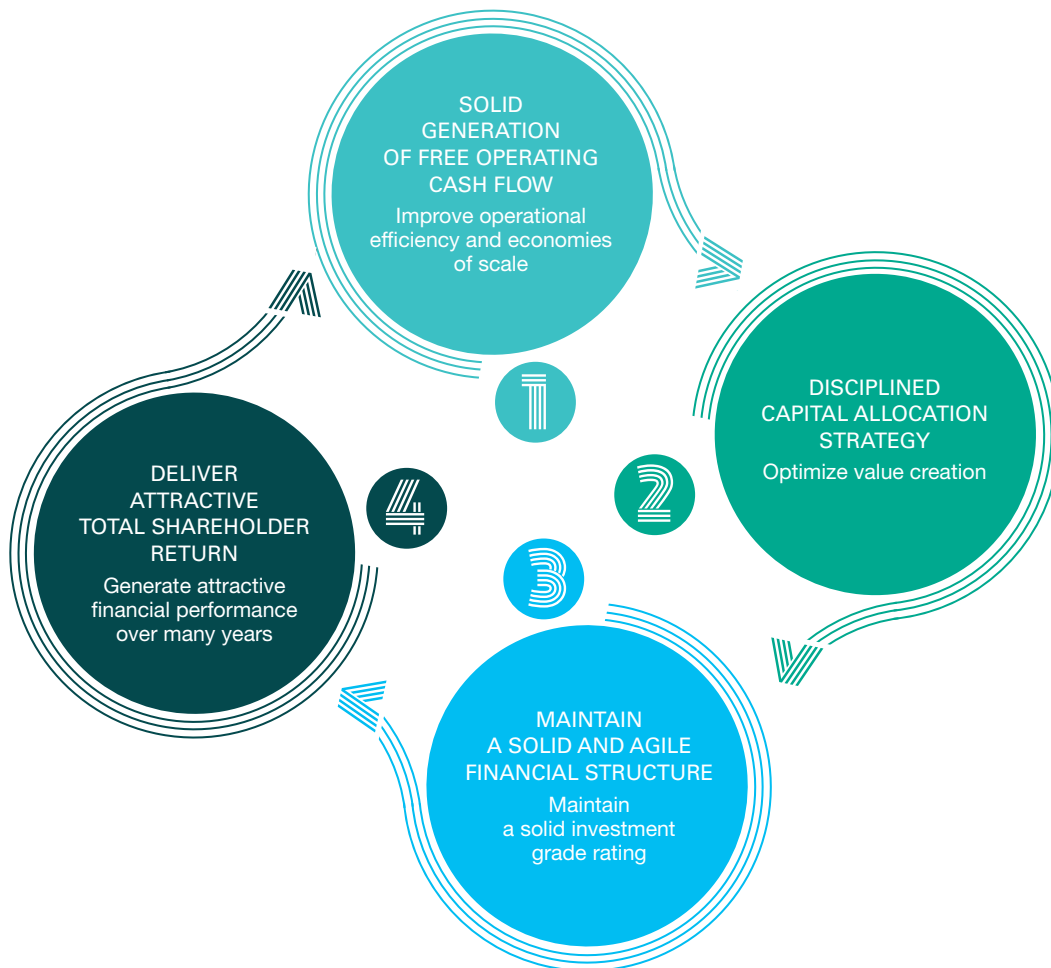 SOLID
GENERATION
OF FREE OPERATING
CASH FLOW
Improve operational
efficiency and economies
of scale
1
DISCIPLINED
CAPITAL ALLOCATION
STRATEGY
Optimize value creation
2
3
MAINTAIN
A SOLID AND AGILE
FINANCIAL STRUCTURE
Maintain
a solid investment
grade rating
4
DELIVER
ATTRACTIVE
TOTAL SHAREHOLDER
RETURN
Generate attractive
financial performance
over many years